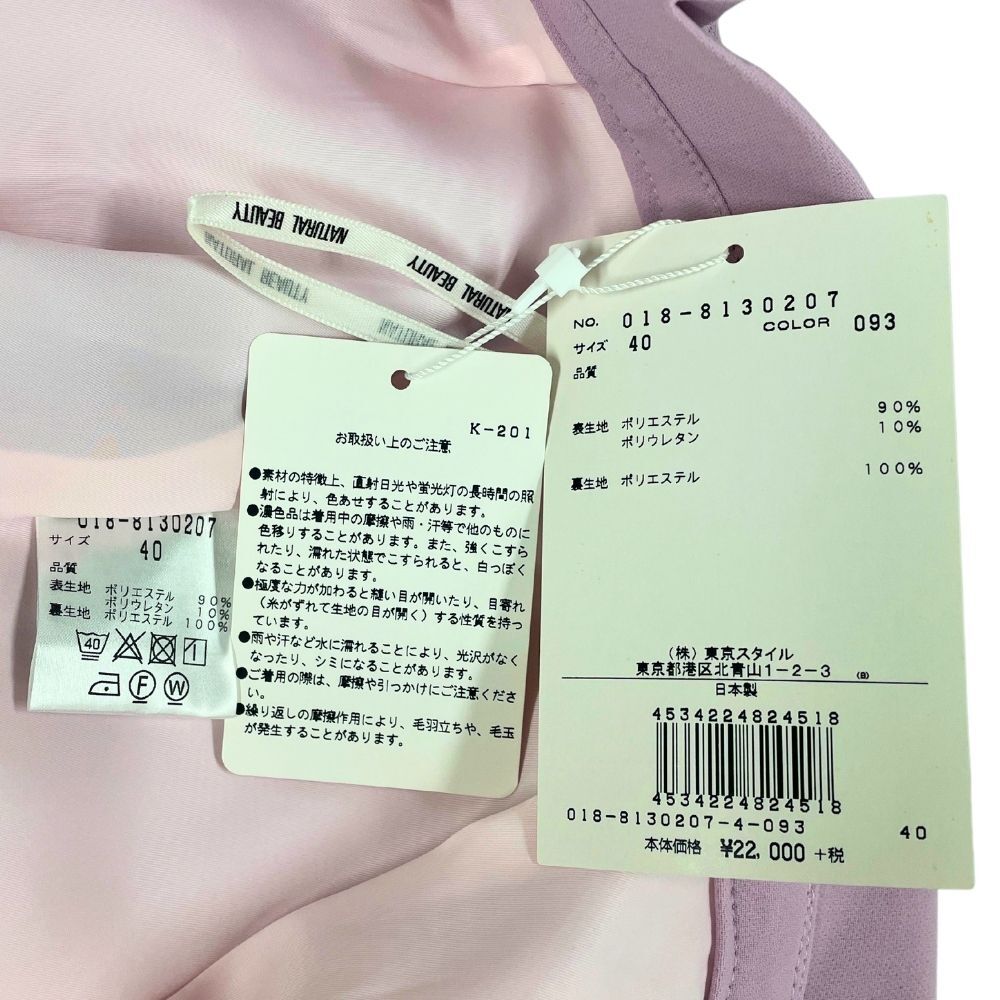 NATURAL BEAUTY
NATURAL BEAUTY
K-201
お取扱い上のご注意
●素材の特徴上、直射日光や蛍光灯の長時間の照
射により、色あせすることがあります。
●濃色品は着用中の摩擦や雨・汗等で他のものに
色移りすることがあります。また、強くこすら
れたり、濡れた状態でこすられると、白っぽく
なることがあります。
●極度な力が加わると縫い目が開いたり、目寄れ
(糸がずれて生地の目が開く)する性質を持っ
ています。
●雨や汗など水に濡れることにより、光沢がなく
なったり、シミになることがあります。
●ご着用の際は、摩擦や引っかけにご注意くださ
い。
●繰り返しの摩擦作用により、毛羽立ちや、毛玉
が発生することがあります。
018-8130207
サイズ 40
品質
表生地 ポリエステル 90%
ポリウレタン 10%
裏生地 ポリエステル 100%
40
F W
NO. 018-8130207
COLOR 093
サイズ 40
品質
表生地 ポリエステル 90%
ポリウレタン 10%
裏生地 ポリエステル 100%
(株)東京スタイル
東京都港区北青山1-2-3 (B)
日本製
4534224824518
4534224824518
018-8130207-4-093
40
本体価格 ¥22,000 +税